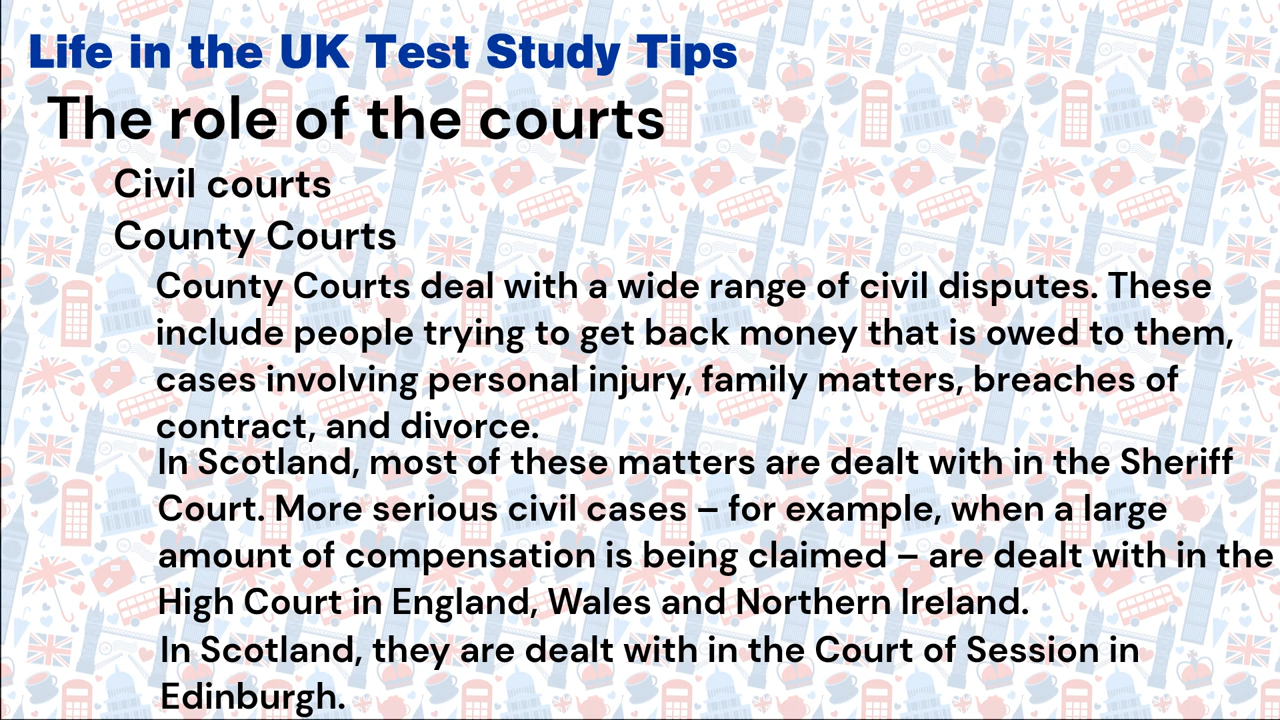 Life in the UK Test Study Tips
The role of the courts
Civil courts
County Courts
County Courts deal with a wide range of civil disputes. These
include people trying to get back money that is owed to them,
cases involving personal injury, family matters, breaches of
contract, and divorce.
In Scotland, most of these matters are dealt with in the Sheriff
Court. More serious civil cases – for example, when a large
amount of compensation is being claimed – are dealt with in the
High Court in England, Wales and Northern Ireland.
In Scotland, they are dealt with in the Court of Session in
Edinburgh.